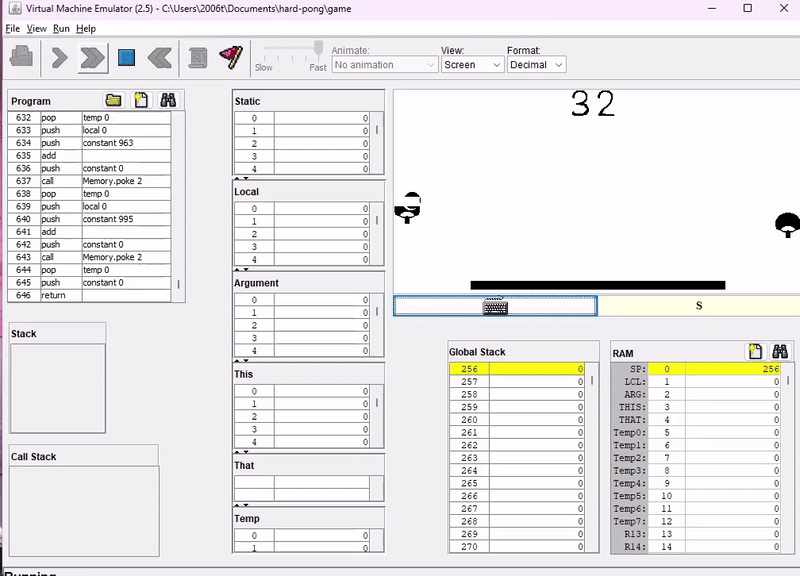 Virtual Machine Emulator (2.5) - C:\Users\2006t\Documents\hard-pong\game
File View Run Help
Animate:
No animation
View:
Screen
Format:
Decimal
Slow
Fast
Program
632 pop temp 0
633 push local 0
634 push constant 963
635 add
636 push constant 0
637 call Memory.poke 2
638 pop temp 0
639 push local 0
640 push constant 995
641 add
642 push constant 0
643 call Memory.poke 2
644 pop temp 0
645 push constant 0
646 return
Stack
Call Stack
Static
0 0
1 0
2 0
3 0
4 0
Local
0 0
1 0
2 0
3 0
4 0
Argument
0 0
1 0
2 0
3 0
4 0
This
0 0
1 0
2 0
3 0
4 0
That
Temp
0 0
1 0
32
S
Global Stack
256 0
257 0
258 0
259 0
260 0
261 0
262 0
263 0
264 0
265 0
266 0
267 0
268 0
269 0
270 0
RAM
SP: 0 256
LCL: 1 0
ARG: 2 0
THIS: 3 0
THAT: 4 0
Temp0: 5 0
Temp1: 6 0
Temp2: 7 0
Temp3: 8 0
Temp4: 9 0
Temp5: 10 0
Temp6: 11 0
Temp7: 12 0
R13: 13 0
R14: 14 0
Running